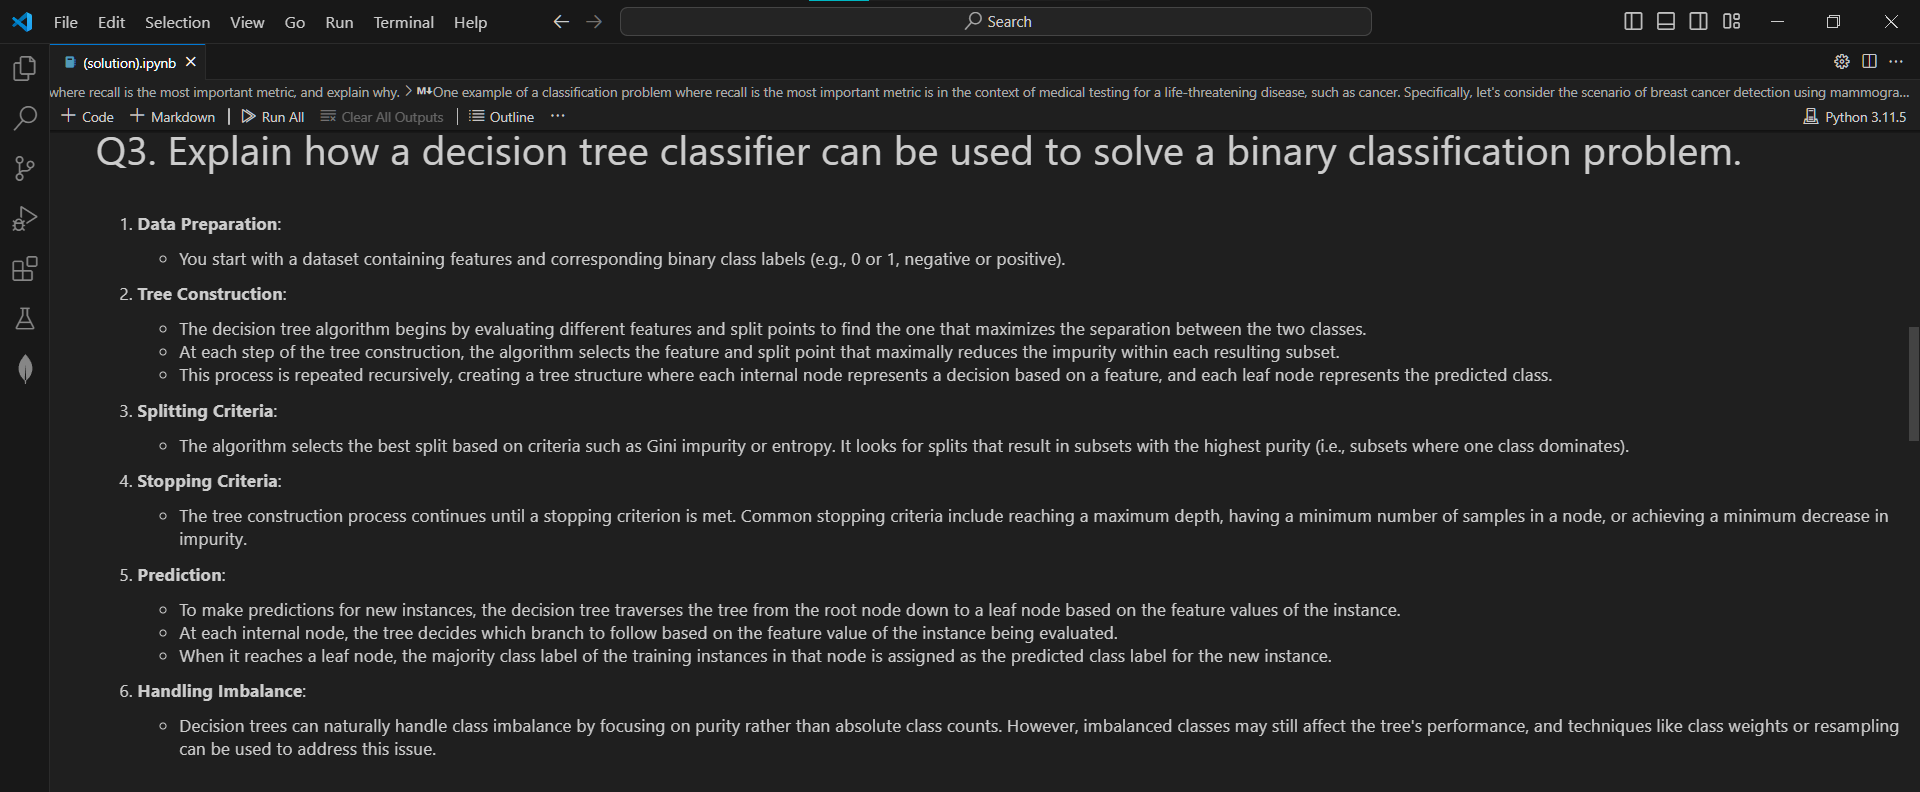 File Edit Selection View Go Run Terminal Help Search
(solution).ipynb
where recall is the most important metric, and explain why. > M↓One example of a classification problem where recall is the most important metric is in the context of medical testing for a life-threatening disease, such as cancer. Specifically, let's consider the scenario of breast cancer detection using mammogra...
+ Code + Markdown | Run All Clear All Outputs | Outline ... Python 3.11.5
Q3. Explain how a decision tree classifier can be used to solve a binary classification problem.
1. Data Preparation:
You start with a dataset containing features and corresponding binary class labels (e.g., 0 or 1, negative or positive).
2. Tree Construction:
The decision tree algorithm begins by evaluating different features and split points to find the one that maximizes the separation between the two classes.
At each step of the tree construction, the algorithm selects the feature and split point that maximally reduces the impurity within each resulting subset.
This process is repeated recursively, creating a tree structure where each internal node represents a decision based on a feature, and each leaf node represents the predicted class.
3. Splitting Criteria:
The algorithm selects the best split based on criteria such as Gini impurity or entropy. It looks for splits that result in subsets with the highest purity (i.e., subsets where one class dominates).
4. Stopping Criteria:
The tree construction process continues until a stopping criterion is met. Common stopping criteria include reaching a maximum depth, having a minimum number of samples in a node, or achieving a minimum decrease in
impurity.
5. Prediction:
To make predictions for new instances, the decision tree traverses the tree from the root node down to a leaf node based on the feature values of the instance.
At each internal node, the tree decides which branch to follow based on the feature value of the instance being evaluated.
When it reaches a leaf node, the majority class label of the training instances in that node is assigned as the predicted class label for the new instance.
6. Handling Imbalance:
Decision trees can naturally handle class imbalance by focusing on purity rather than absolute class counts. However, imbalanced classes may still affect the tree's performance, and techniques like class weights or resampling
can be used to address this issue.